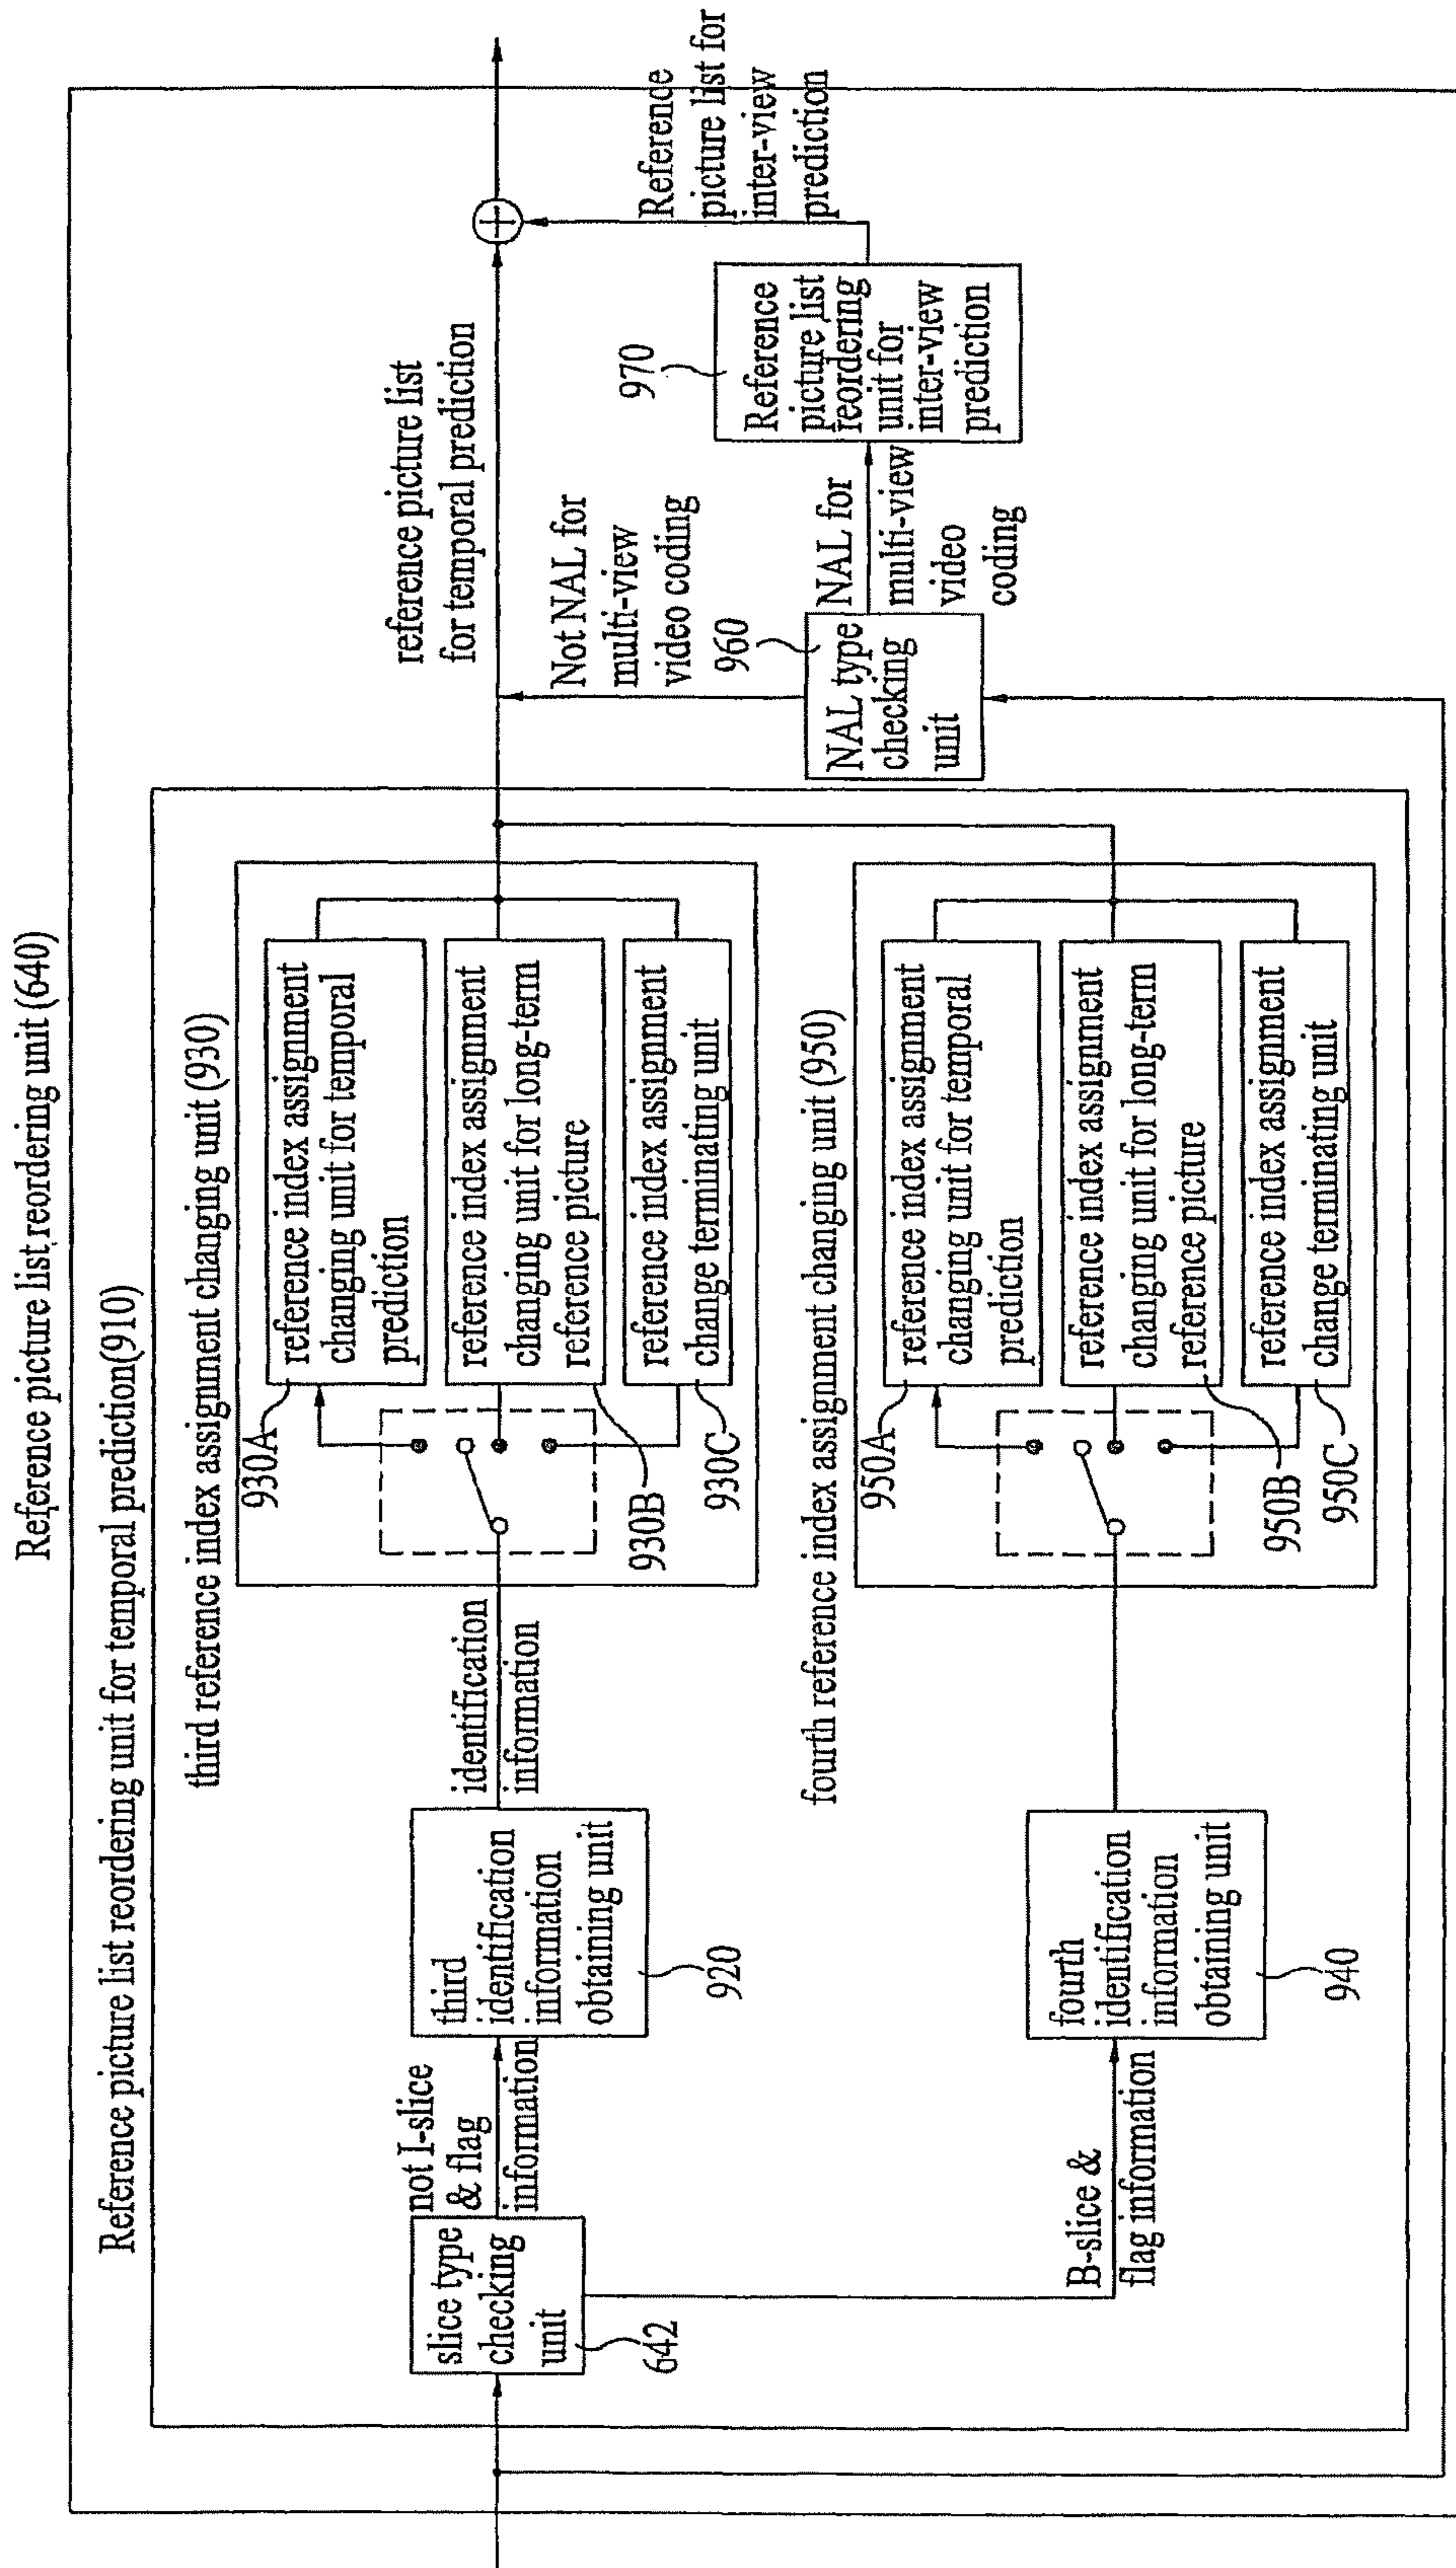 Reference picture list reordering unit (640)
Reference picture list reordering unit for temporal prediction(910)
third reference index assignment changing unit (930)
slice type
checking
unit
642
not I-slice
& flag
information
third
identification
information
obtaining unit
920
identification
information
930A
reference index assignment
changing unit for temporal
prediction
930B
reference index assignment
changing unit for long-term
reference picture
930C
reference index assignment
change terminating unit
B-slice &
flag information
fourth
identification
information
obtaining unit
940
fourth reference index assignment changing unit (950)
950A
reference index assignment
changing unit for temporal
prediction
950B
reference index assignment
changing unit for long-term
reference picture
950C
reference index assignment
change terminating unit
reference picture list
for temporal prediction
Not NAL for
multi-view
video coding
960
NAL type
checking
unit
NAL for
multi-view
video
coding
970
Reference
picture list
reordering
unit for
inter-view
prediction
Reference
picture list for
inter-view
prediction